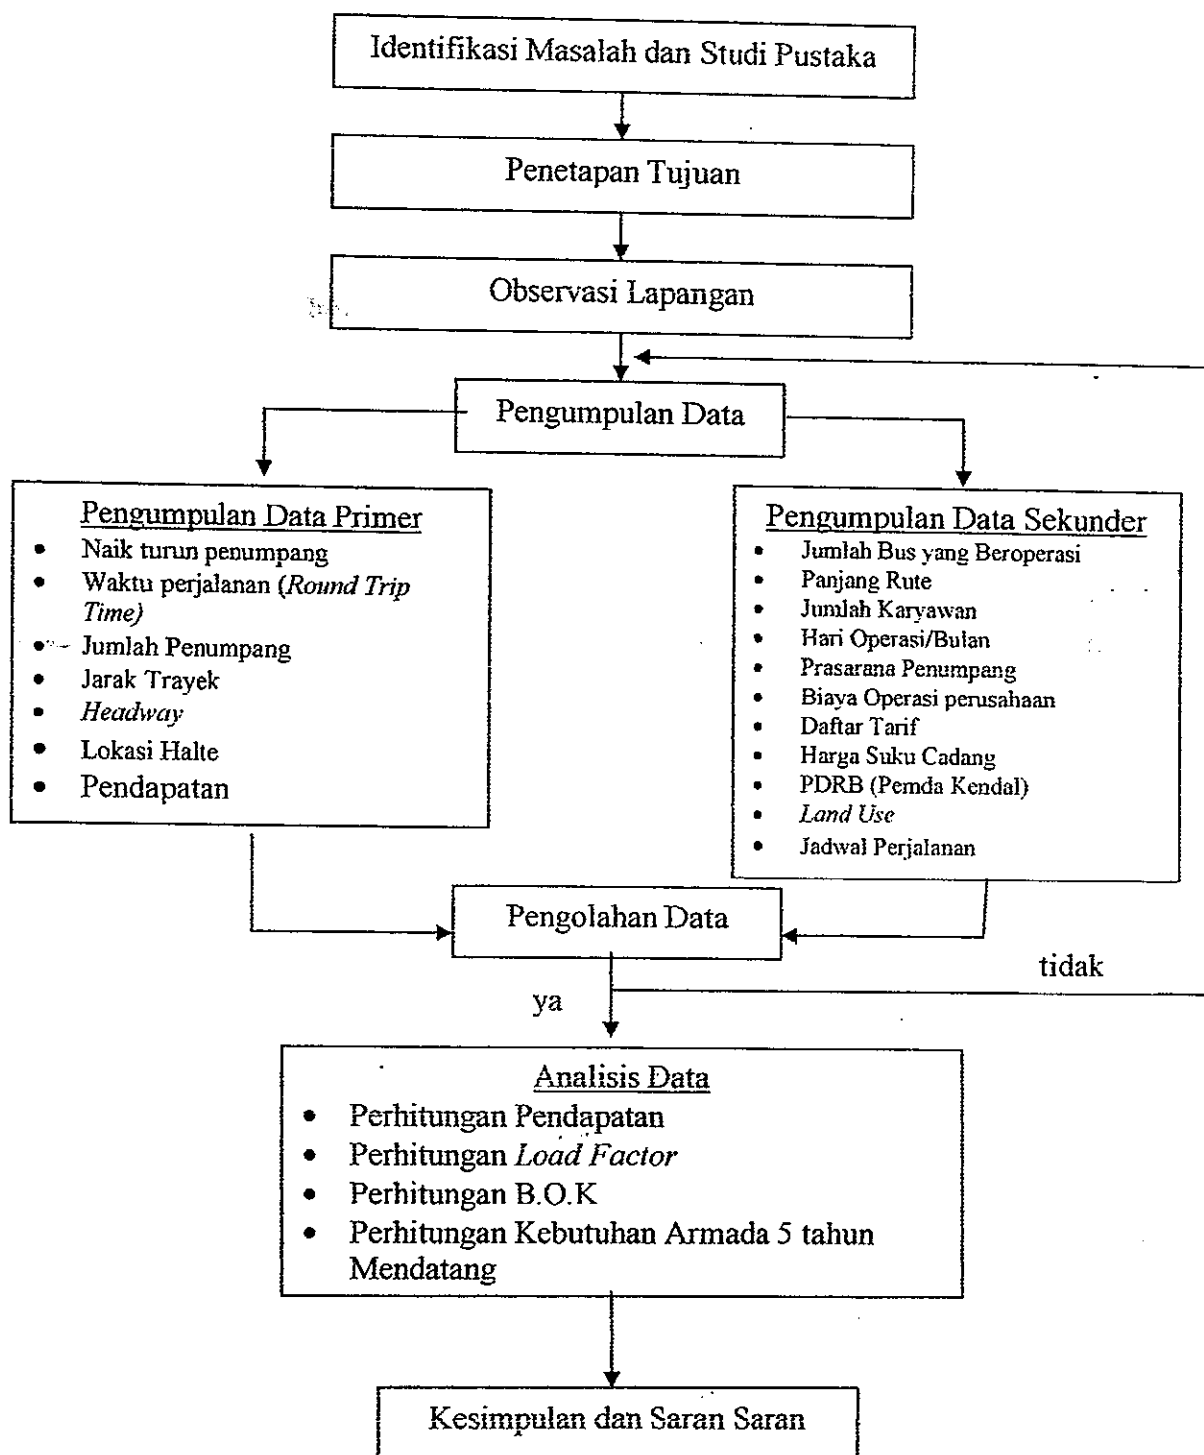 Identifikasi Masalah dan Studi Pustaka
Penetapan Tujuan
Observasi Lapangan
Pengumpulan Data
Pengumpulan Data Primer
• Naik turun penumpang
• Waktu perjalanan (Round Trip
Time)
• Jumlah Penumpang
• Jarak Trayek
• Headway
• Lokasi Halte
• Pendapatan
Pengumpulan Data Sekunder
• Jumlah Bus yang Beroperasi
• Panjang Rute
• Jumlah Karyawan
• Hari Operasi/Bulan
• Prasarana Penumpang
• Biaya Operasi perusahaan
• Daftar Tarif
• Harga Suku Cadang
• PDRB (Pemda Kendal)
• Land Use
• Jadwal Perjalanan
Pengolahan Data
tidak
ya
Analisis Data
• Perhitungan Pendapatan
• Perhitungan Load Factor
• Perhitungan B.O.K
• Perhitungan Kebutuhan Armada 5 tahun
Mendatang
Kesimpulan dan Saran Saran